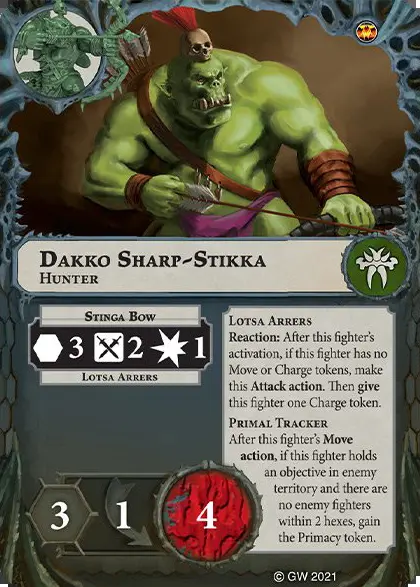 DAKKO SHARP-STIKKA
HUNTER
STINGA BOW
3 2 1
LOTSA ARRERS
LOTSA ARRERS
Reaction: After this fighter's
activation, if this fighter has no
Move or Charge tokens, make
this Attack action. Then give
this fighter one Charge token.
PRIMAL TRACKER
After this fighter's Move
action, if this fighter holds
an objective in enemy
territory and there are
no enemy fighters
within 2 hexes, gain
the Primacy token.
3 1 4
© GW 2021